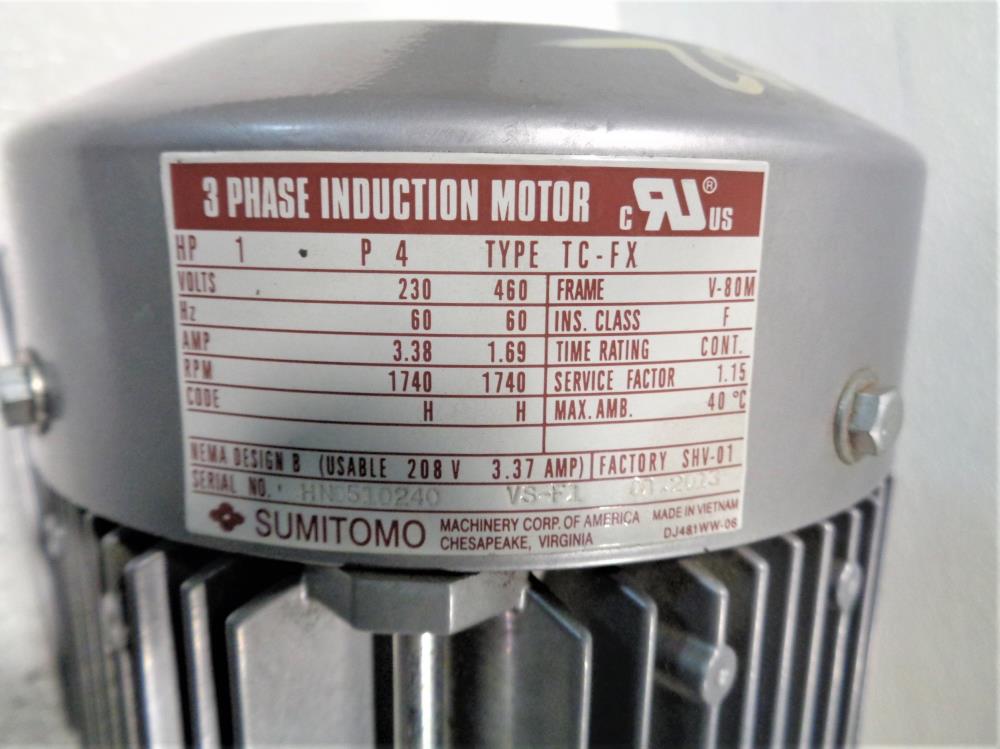 3 PHASE INDUCTION MOTOR C RU ® US
HP 1 P 4 TYPE TC-FX
VOLTS 230 460 FRAME V-80M
Hz 60 60 INS. CLASS F
AMP 3.38 1.69 TIME RATING CONT.
RPM 1740 1740 SERVICE FACTOR 1.15
CODE H H MAX. AMB. 40 °C
NEMA DESIGN B (USABLE 208 V 3.37 AMP) FACTORY SHV-01
SERIAL NO. VS-F1
SUMITOMO MACHINERY CORP. OF AMERICA MADE IN VIETNAM
CHESAPEAKE, VIRGINIA DJ481WW-06